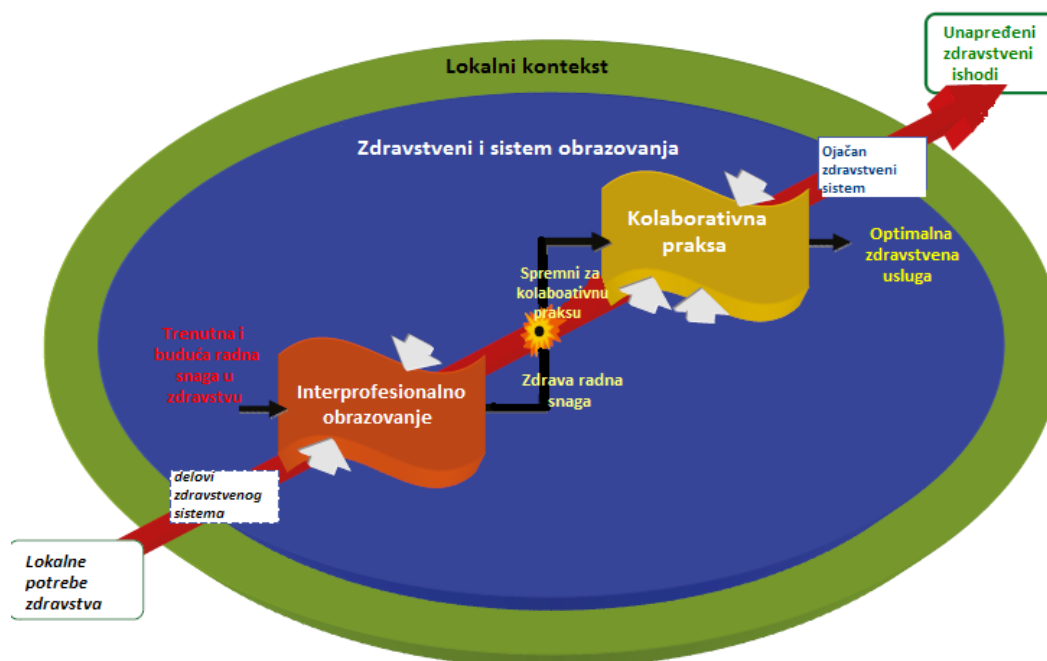 Unapređeni
zdravstveni
ishodi
Lokalni kontekst
Zdravstveni i sistem obrazovanja
Ojačan
zdravstveni
sistem
Kolaborativna
praksa
Optimalna
zdravstvena
usluga
Spremni za
kolaboativnu
praksu
Trenutna i
buduća radna
snaga u
zdravstvu
Interprofesionalno
obrazovanje
Zdrava radna
snaga
delovi
zdravstvenog
sistema
Lokalne
potrebe
zdravstva